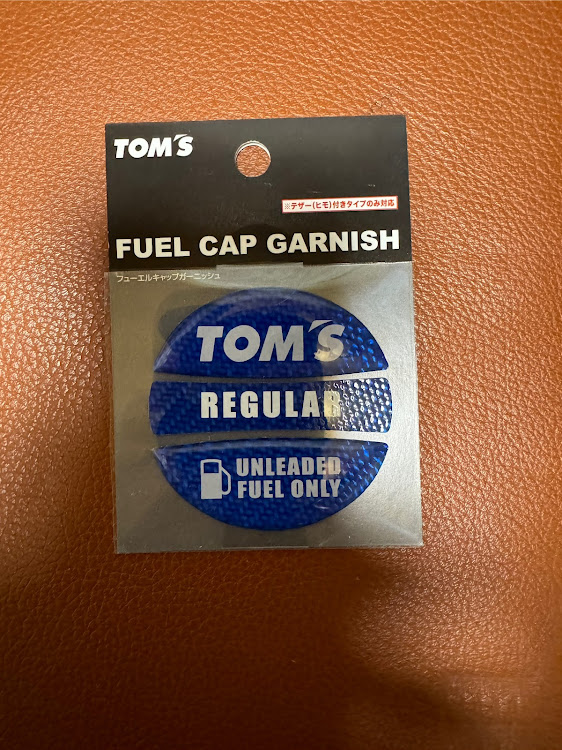 TOM'S
※テザー(ヒモ)付きタイプのみ対応
FUEL CAP GARNISH
フューエルキャップガーニッシュ
TOM'S
REGULAR
UNLEADED
FUEL ONLY